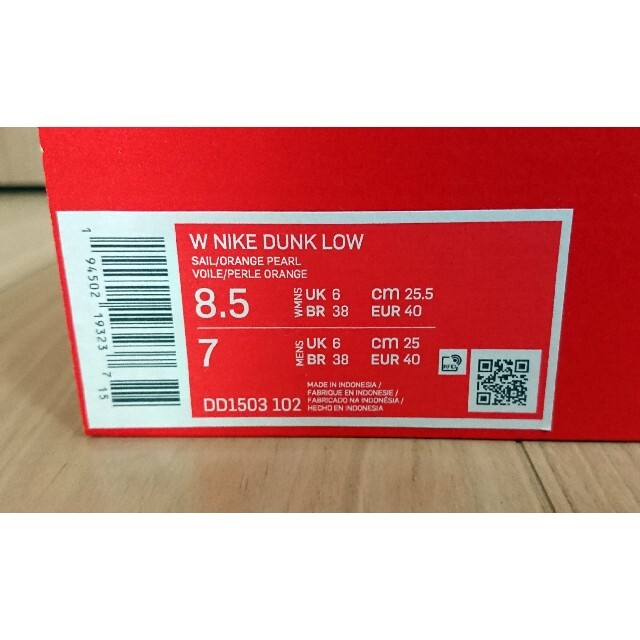 W NIKE DUNK LOW
SAIL/ORANGE PEARL
VOILE/PERLE ORANGE
8.5 WMNS UK 6 cm 25.5
BR 38 EUR 40
7 MENS UK 6 cm 25
BR 38 EUR 40
DD1503 102
MADE IN INDONESIA /
FABRIQUE EN INDONESIE /
FABRICADO NA INDONESIA /
HECHO EN INDONESIA
RFID
1 94502 19323 7 15